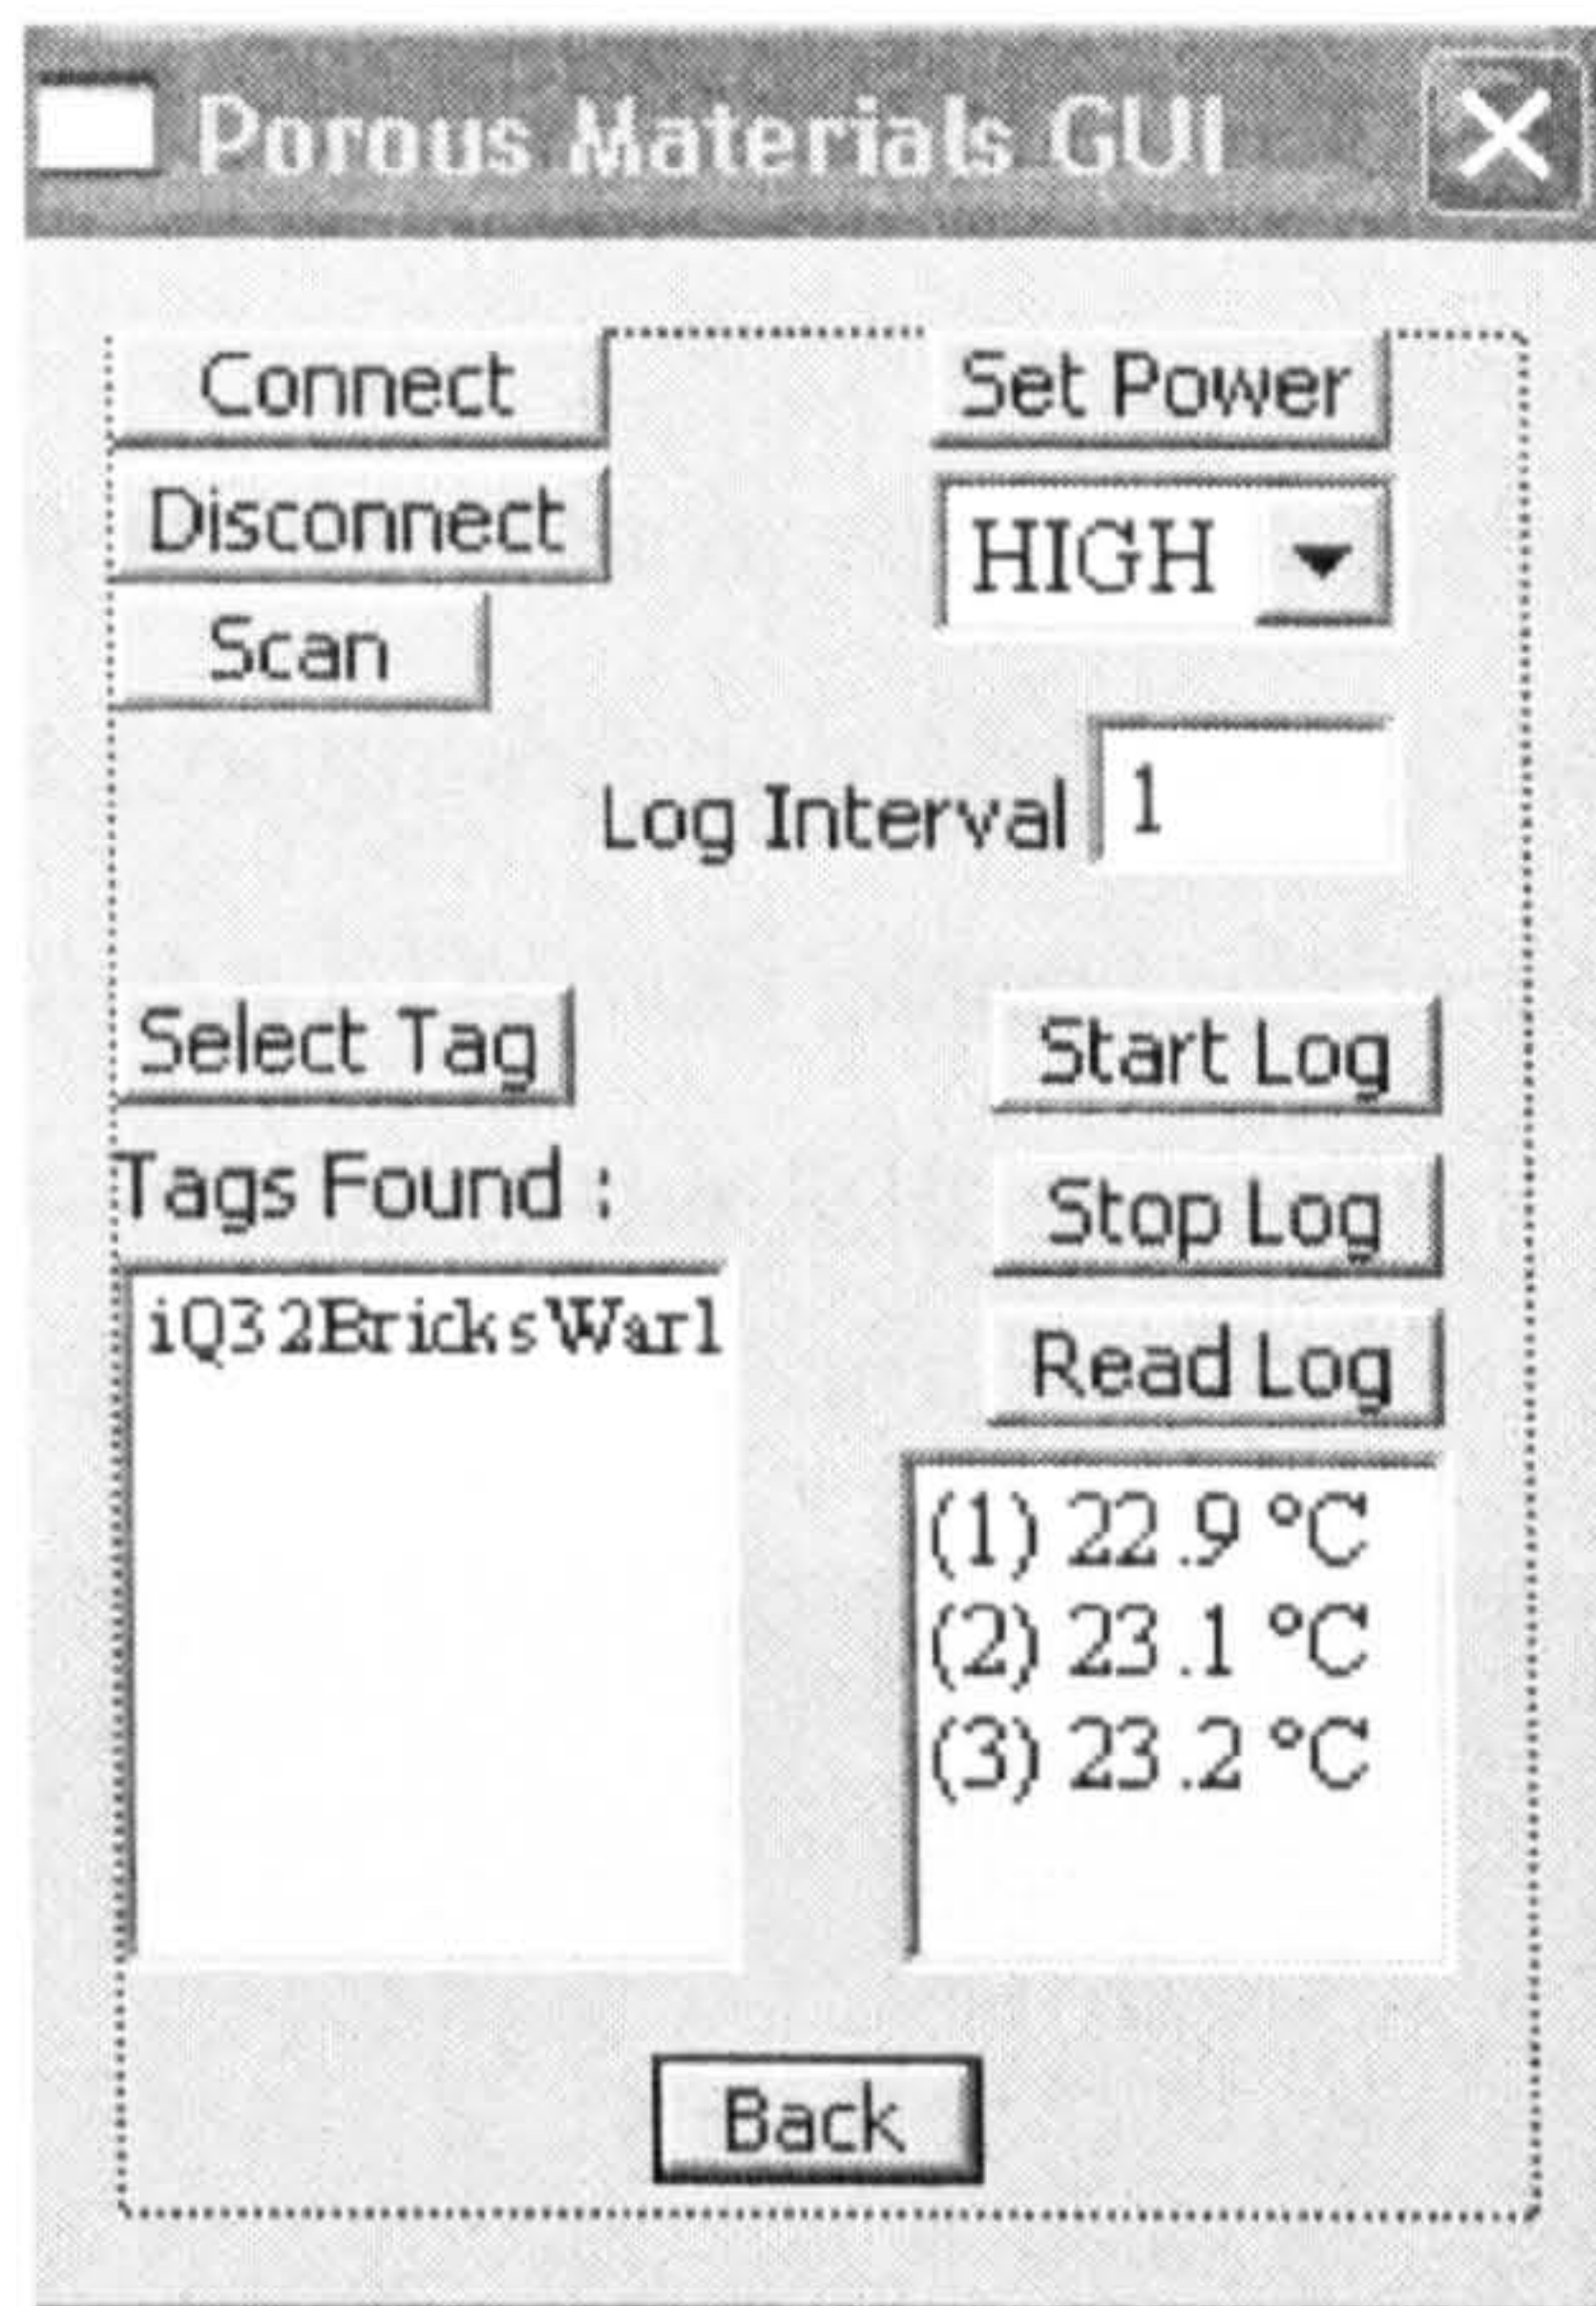 Porous Materials GUI
Connect
Set Power
Disconnect
HIGH
Scan
Log Interval 1
Select Tag
Start Log
Tags Found :
Stop Log
iQ32BricksWarl
Read Log
(1) 22.9 °C
(2) 23.1 °C
(3) 23.2 °C
Back